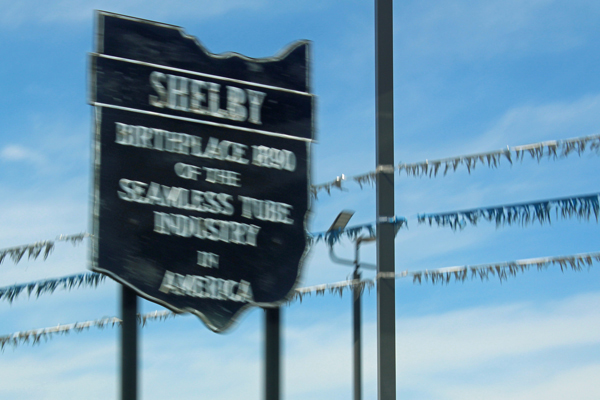 SHELBY
BIRTHPLACE 1890
OF THE
SEAMLESS TUBE
INDUSTRY
IN
AMERICA